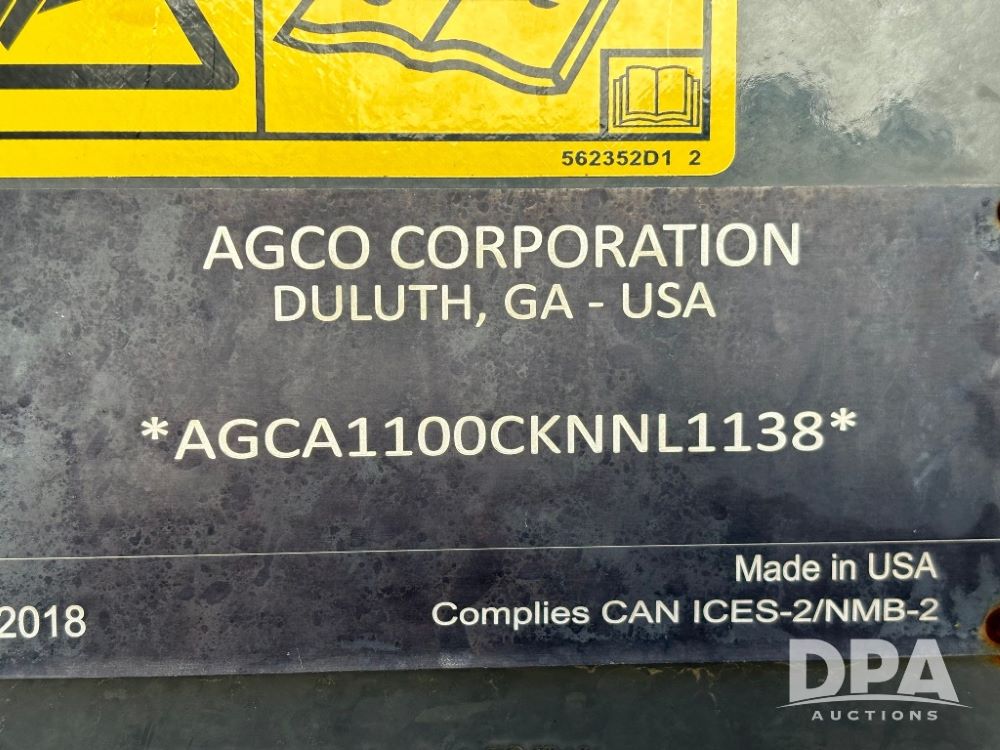 562352D1 2
AGCO CORPORATION
DULUTH, GA - USA
*AGCA1100CKNNL1138*
Made in USA
2018
Complies CAN ICES-2/NMB-2
DPA
AUCTIONS